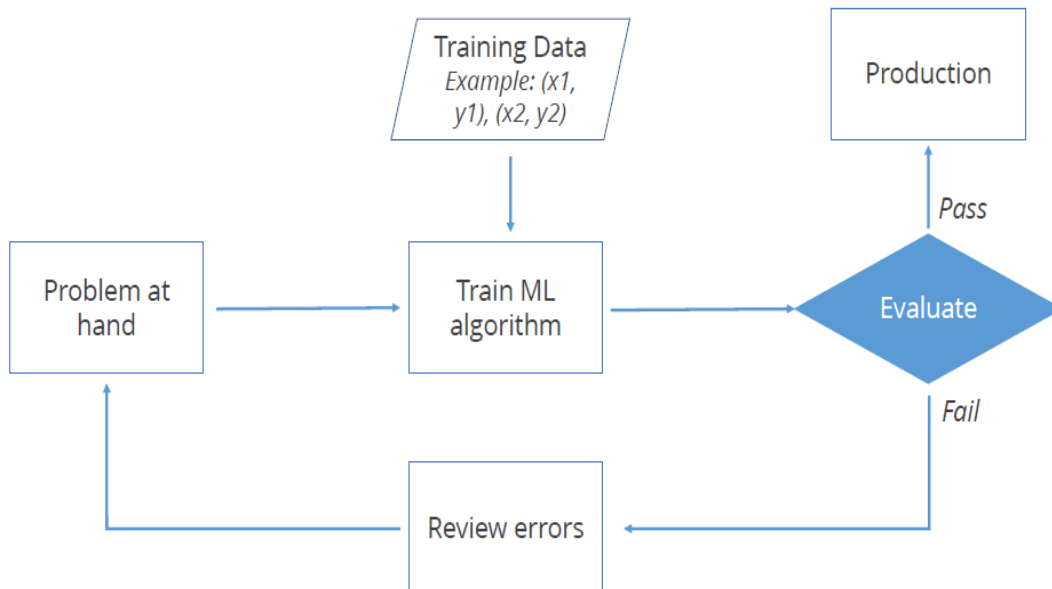 Training Data
Example: (x1,
y1), (x2, y2)
Production
Pass
Problem at
hand
Train ML
algorithm
Evaluate
Fail
Review errors